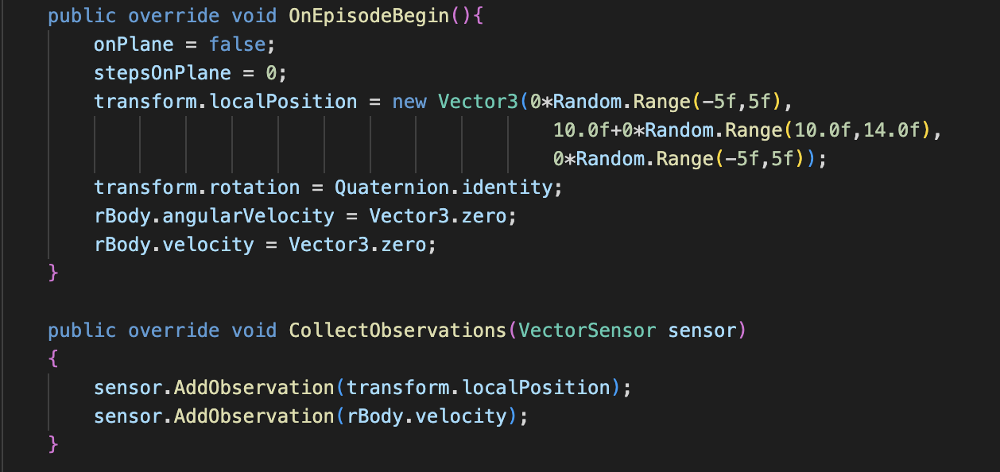 public override void OnEpisodeBegin(){
onPlane = false;
stepsOnPlane = 0;
transform.localPosition = new Vector3(0*Random.Range(-5f,5f),
10.0f+0*Random.Range(10.0f,14.0f),
0*Random.Range(-5f,5f));
transform.rotation = Quaternion.identity;
rBody.angularVelocity = Vector3.zero;
rBody.velocity = Vector3.zero;
}
public override void CollectObservations(VectorSensor sensor)
{
sensor.AddObservation(transform.localPosition);
sensor.AddObservation(rBody.velocity);
}